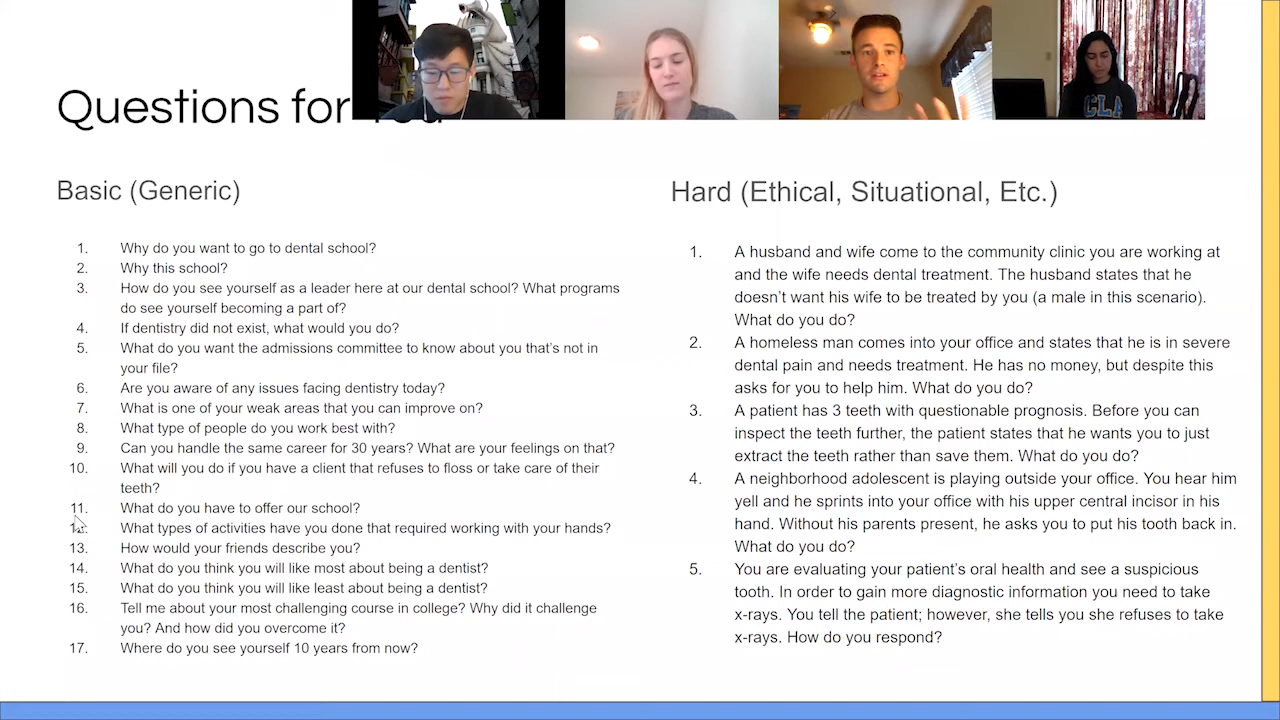 Questions for You
Basic (Generic)
1. Why do you want to go to dental school?
2. Why this school?
3. How do you see yourself as a leader here at our dental school? What programs
do see yourself becoming a part of?
4. If dentistry did not exist, what would you do?
5. What do you want the admissions committee to know about you that's not in
your file?
6. Are you aware of any issues facing dentistry today?
7. What is one of your weak areas that you can improve on?
8. What type of people do you work best with?
9. Can you handle the same career for 30 years? What are your feelings on that?
10. What will you do if you have a client that refuses to floss or take care of their
teeth?
11. What do you have to offer our school?
12. What types of activities have you done that required working with your hands?
13. How would your friends describe you?
14. What do you think you will like most about being a dentist?
15. What do you think you will like least about being a dentist?
16. Tell me about your most challenging course in college? Why did it challenge
you? And how did you overcome it?
17. Where do you see yourself 10 years from now?
Hard (Ethical, Situational, Etc.)
1. A husband and wife come to the community clinic you are working at
and the wife needs dental treatment. The husband states that he
doesn't want his wife to be treated by you (a male in this scenario).
What do you do?
2. A homeless man comes into your office and states that he is in severe
dental pain and needs treatment. He has no money, but despite this
asks for you to help him. What do you do?
3. A patient has 3 teeth with questionable prognosis. Before you can
inspect the teeth further, the patient states that he wants you to just
extract the teeth rather than save them. What do you do?
4. A neighborhood adolescent is playing outside your office. You hear him
yell and he sprints into your office with his upper central incisor in his
hand. Without his parents present, he asks you to put his tooth back in.
What do you do?
5. You are evaluating your patient's oral health and see a suspicious
tooth. In order to gain more diagnostic information you need to take
x-rays. You tell the patient; however, she tells you she refuses to take
x-rays. How do you respond?